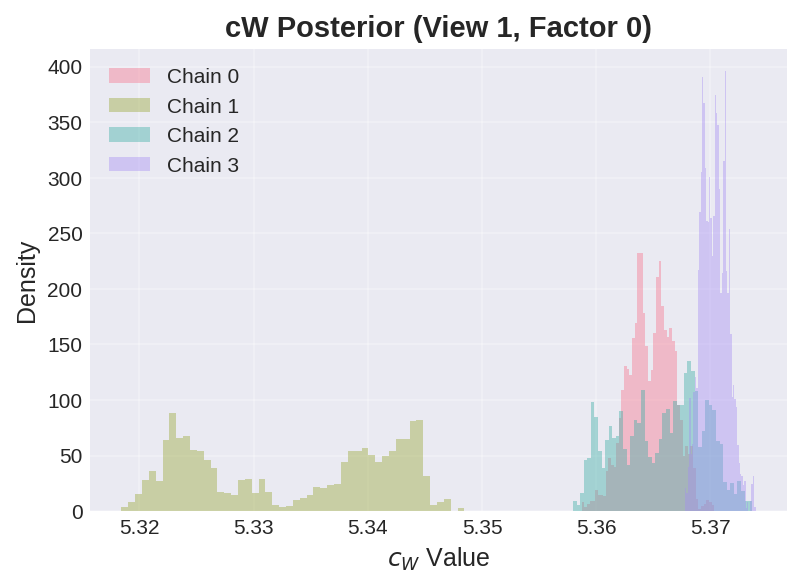 cW Posterior (View 1, Factor 0)
400
350
300
250
200
150
100
50
0
Density
Chain 0
Chain 1
Chain 2
Chain 3
5.32 5.33 5.34 5.35 5.36 5.37
c_W Value